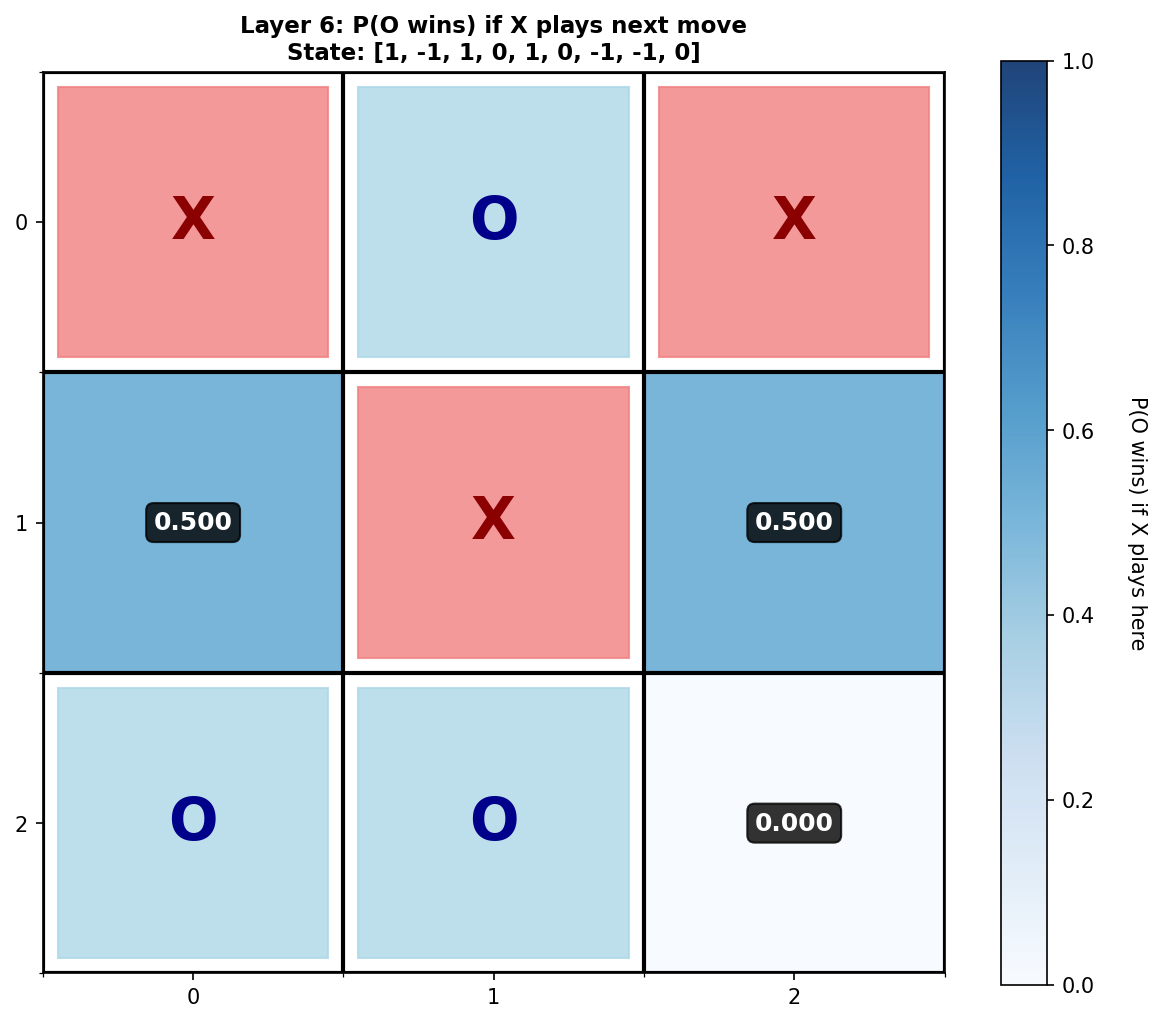 Layer 6: P(O wins) if X plays next move
State: [1, -1, 1, 0, 1, 0, -1, -1, 0]
X
O
X
0.500
X
0.500
O
O
0.000
0
1
2
0
1
2
1.0
0.8
0.6
0.4
0.2
0.0
P(O wins) if X plays here